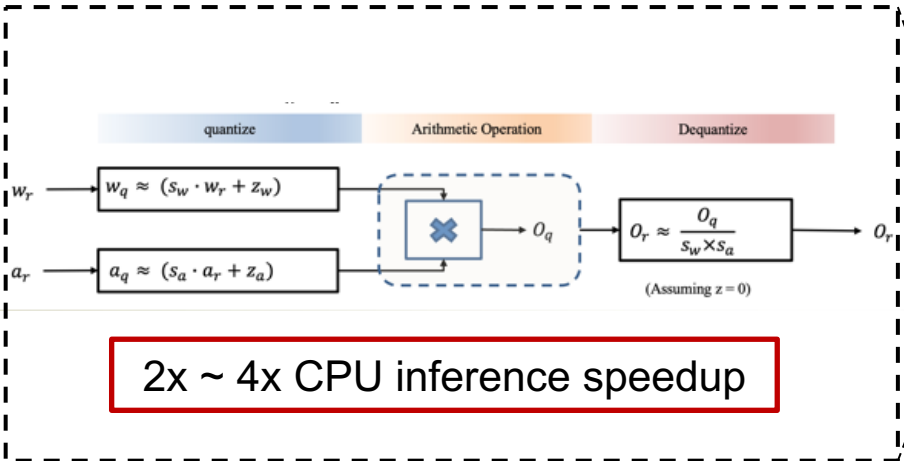 quantize Arithmetic Operation Dequantize
w_r w_q ≈ (s_w · w_r + z_w)
O_q O_r ≈ O_q / (s_w × s_a) O_r
a_r a_q ≈ (s_a · a_r + z_a)
(Assuming z = 0)
2x ~ 4x CPU inference speedup